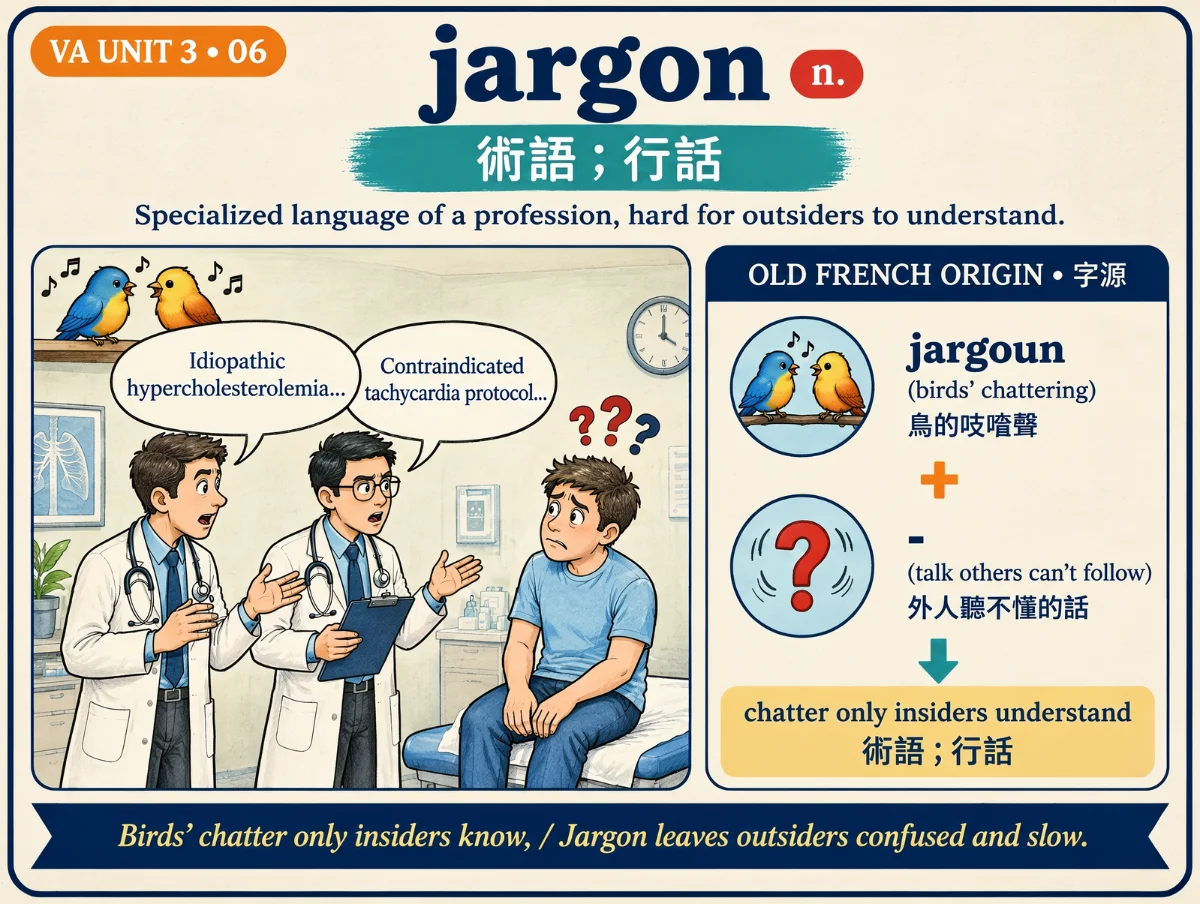 VA UNIT 3 • 06
jargon n.
術語；行話
Specialized language of a profession, hard for outsiders to understand.
Idiopathic
hypercholesterolemia...
Contraindicated
tachycardia protocol...
???
OLD FRENCH ORIGIN • 字源
jargoun
(birds’ chattering)
鳥的吱喳聲
+
?
-
(talk others can’t follow)
外人聽不懂的話
chatter only insiders understand
術語；行話
Birds’ chatter only insiders know, / Jargon leaves outsiders confused and slow.